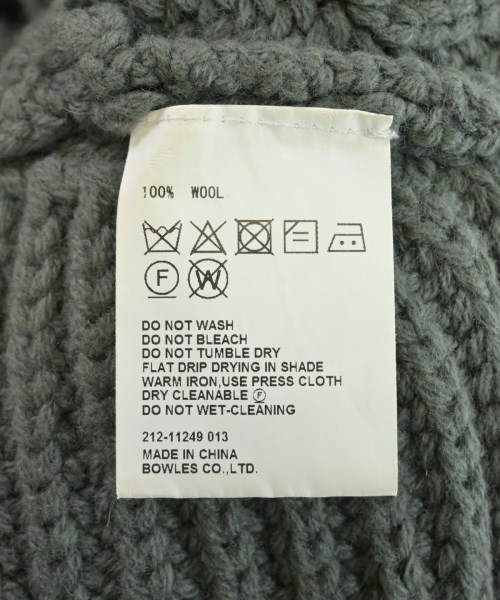 100% WOOL
F W
DO NOT WASH
DO NOT BLEACH
DO NOT TUMBLE DRY
FLAT DRIP DRYING IN SHADE
WARM IRON,USE PRESS CLOTH
DRY CLEANABLE Ⓕ
DO NOT WET-CLEANING
212-11249 013
MADE IN CHINA
BOWLES CO.,LTD.